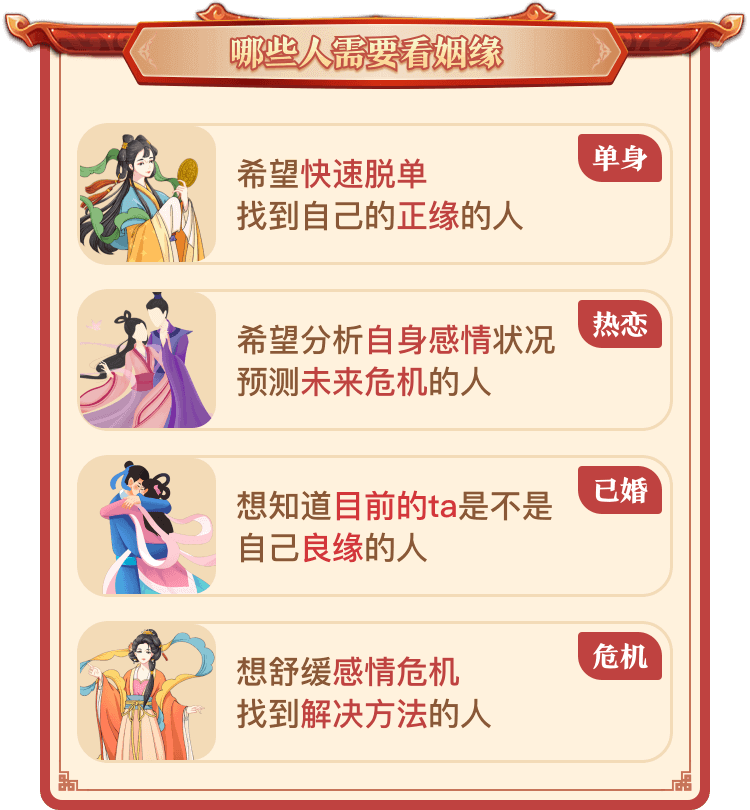 哪些人需要看姻缘
单身
希望快速脱单
找到自己的正缘的人
热恋
希望分析自身感情状况
预测未来危机的人
已婚
想知道目前的ta是不是
自己良缘的人
危机
想舒缓感情危机
找到解决方法的人